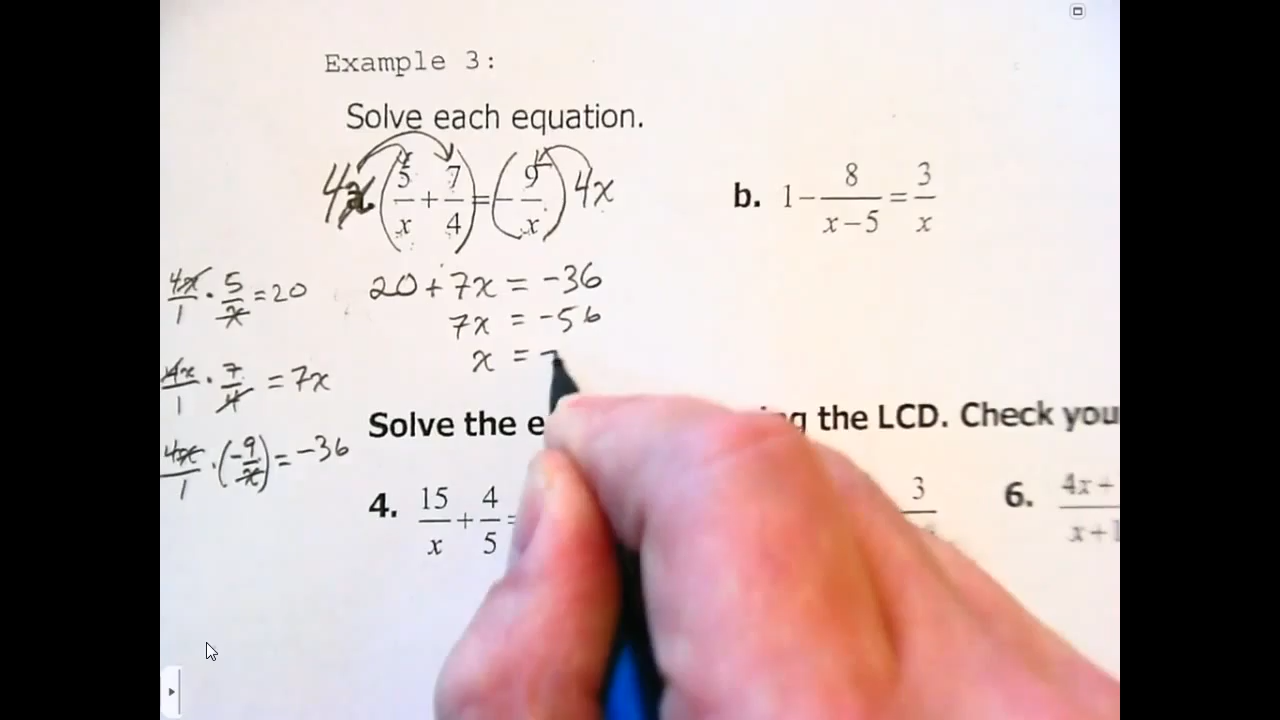 Example 3:
Solve each equation.
4x (5/x + 7/4) = (-9/x) 4x
b. 1 - 8/(x-5) = 3/x
4x/1 · 5/x = 20
20 + 7x = -36
7x = -56
x = -
4x/1 · 7/4 = 7x
4x/1 · (-9/x) = -36
Solve the e ng the LCD. Check you
4. 15/x + 4/5 =
3
6. 4x+ / x+1